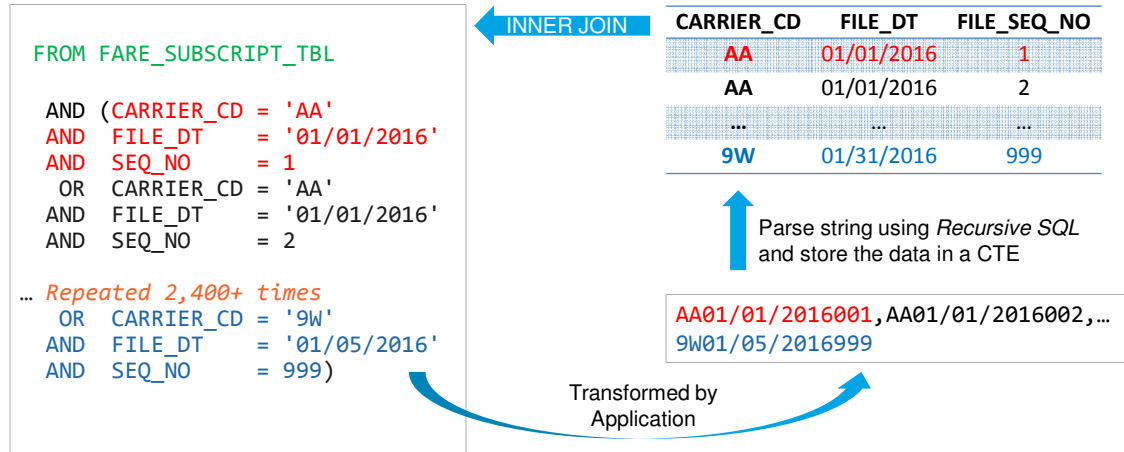 FROM FARE_SUBSCRIPT_TBL
AND (CARRIER_CD = 'AA'
AND FILE_DT = '01/01/2016'
AND SEQ_NO = 1
OR CARRIER_CD = 'AA'
AND FILE_DT = '01/01/2016'
AND SEQ_NO = 2
… Repeated 2,400+ times
OR CARRIER_CD = '9W'
AND FILE_DT = '01/05/2016'
AND SEQ_NO = 999)
INNER JOIN
CARRIER_CD FILE_DT FILE_SEQ_NO
AA 01/01/2016 1
AA 01/01/2016 2
… … …
9W 01/31/2016 999
Parse string using Recursive SQL
and store the data in a CTE
AA01/01/2016001,AA01/01/2016002,…
9W01/05/2016999
Transformed by
Application